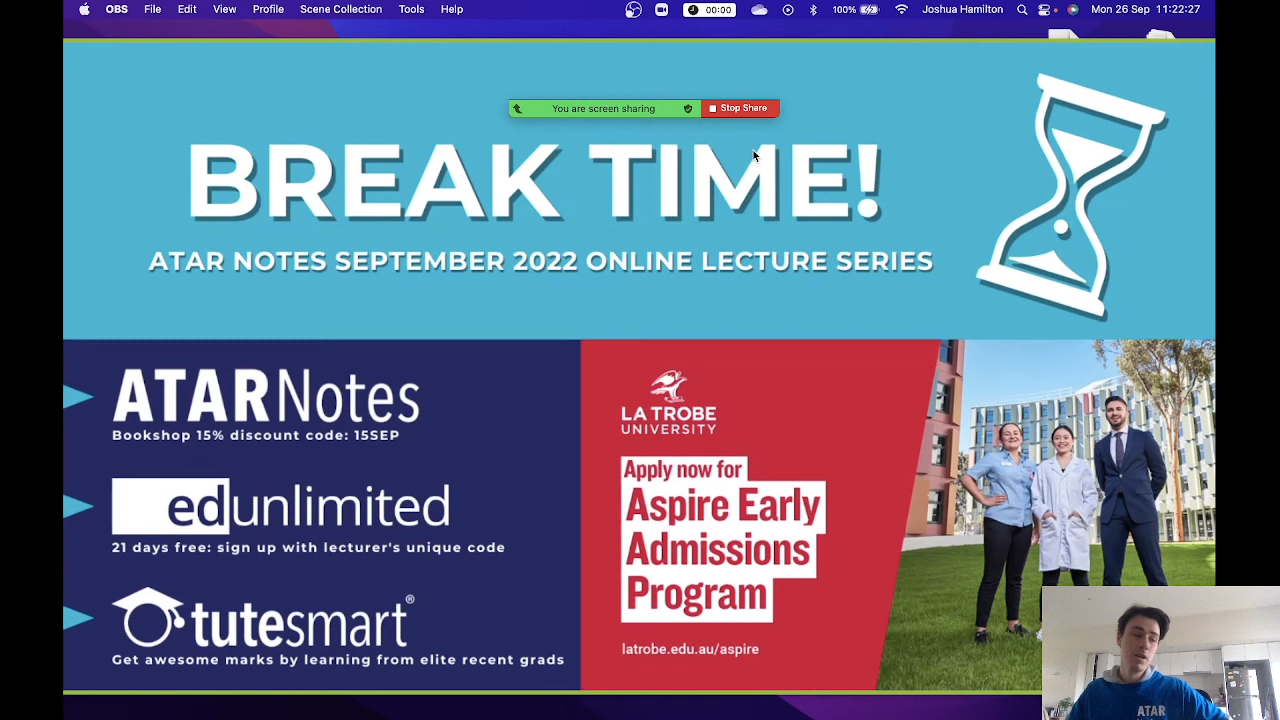 OBS File Edit View Profile Scene Collection Tools Help 00:00 100% Joshua Hamilton Mon 26 Sep 11:22:27
You are screen sharing Stop Share
BREAK TIME!
ATAR NOTES SEPTEMBER 2022 ONLINE LECTURE SERIES
ATARNotes
Bookshop 15% discount code: 15SEP
edunlimited
21 days free: sign up with lecturer's unique code
tutesmart®
Get awesome marks by learning from elite recent grads
LA TROBE
UNIVERSITY
Apply now for
Aspire Early
Admissions
Program
latrobe.edu.au/aspire
ATAR